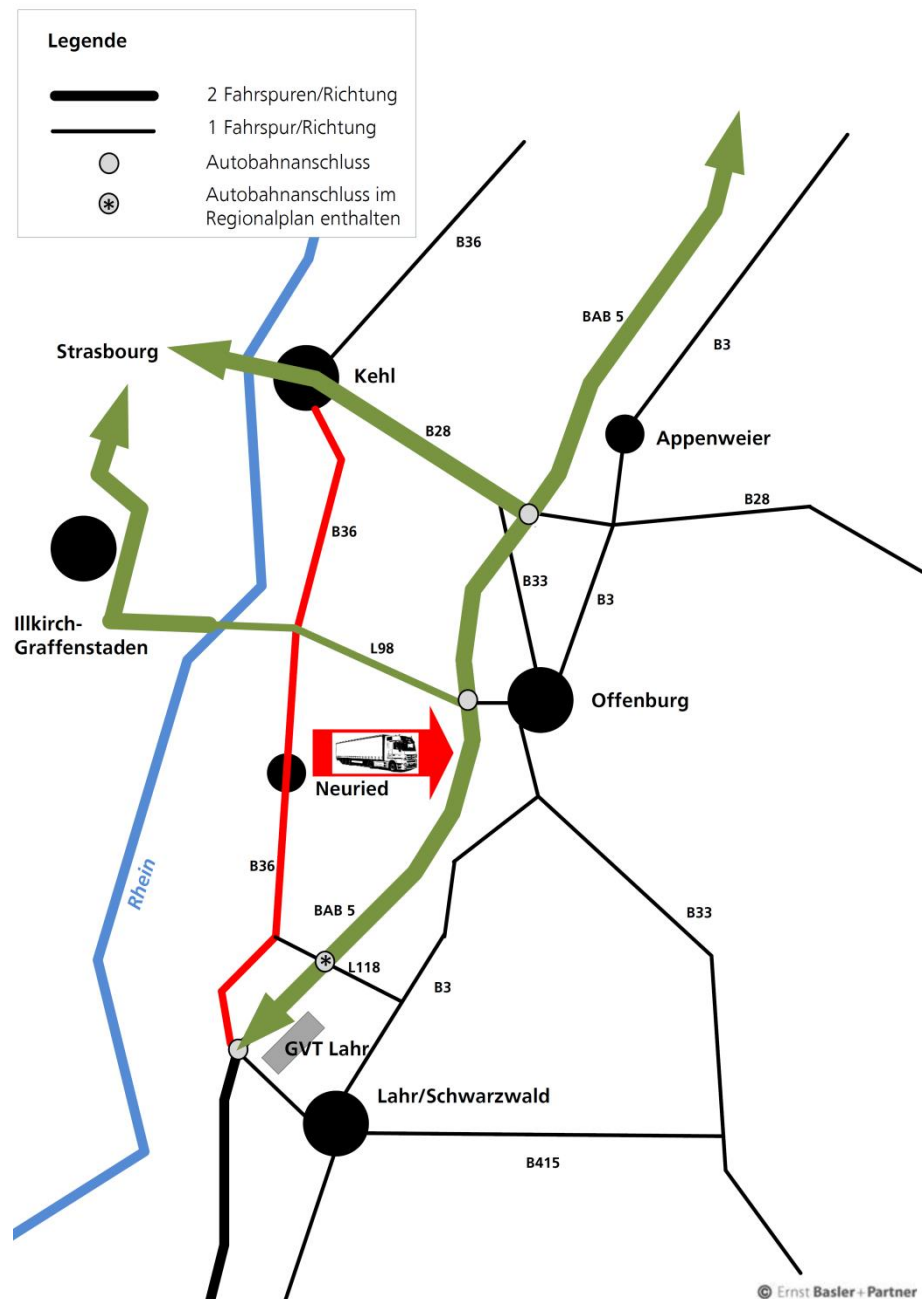 Legende
2 Fahrspuren/Richtung
1 Fahrspur/Richtung
Autobahnanschluss
*
Autobahnanschluss im
Regionalplan enthalten
B36
BAB 5
B3
Strasbourg
Kehl
B28
Appenweier
B28
B36
B33
B3
Illkirch-
Graffenstaden
L98
Offenburg
Neuried
Rhein
B36
BAB 5
B33
*
L118
B3
GVT Lahr
Lahr/Schwarzwald
B415
© Ernst Basler + Partner